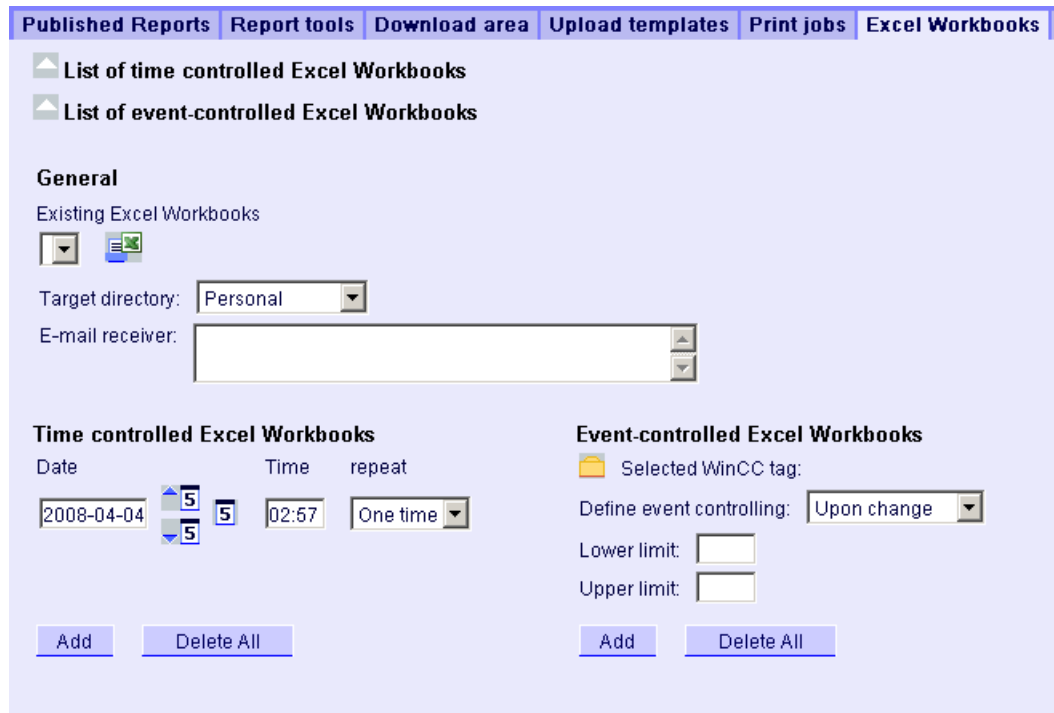 Published Reports Report tools Download area Upload templates Print jobs Excel Workbooks
List of time controlled Excel Workbooks
List of event-controlled Excel Workbooks
General
Existing Excel Workbooks
Target directory: Personal
E-mail receiver:
Time controlled Excel Workbooks
Date Time repeat
2008-04-04 5 5 5 02:57 One time
Add Delete All
Event-controlled Excel Workbooks
Selected WinCC tag:
Define event controlling: Upon change
Lower limit:
Upper limit:
Add Delete All